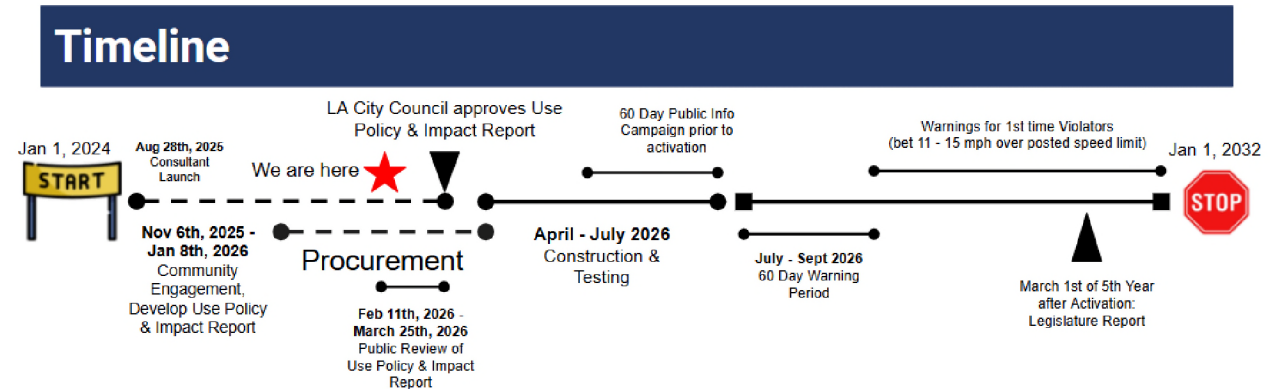 Timeline
Jan 1, 2024
START
Aug 28th, 2025
Consultant
Launch
We are here
LA City Council approves Use
Policy & Impact Report
60 Day Public Info
Campaign prior to
activation
Warnings for 1st time Violators
(bet 11 - 15 mph over posted speed limit)
Jan 1, 2032
STOP
Nov 6th, 2025 -
Jan 8th, 2026
Community
Engagement,
Develop Use Policy
& Impact Report
Procurement
Feb 11th, 2026 -
March 25th, 2026
Public Review of
Use Policy & Impact
Report
April - July 2026
Construction &
Testing
July - Sept 2026
60 Day Warning
Period
March 1st of 5th Year
after Activation:
Legislature Report